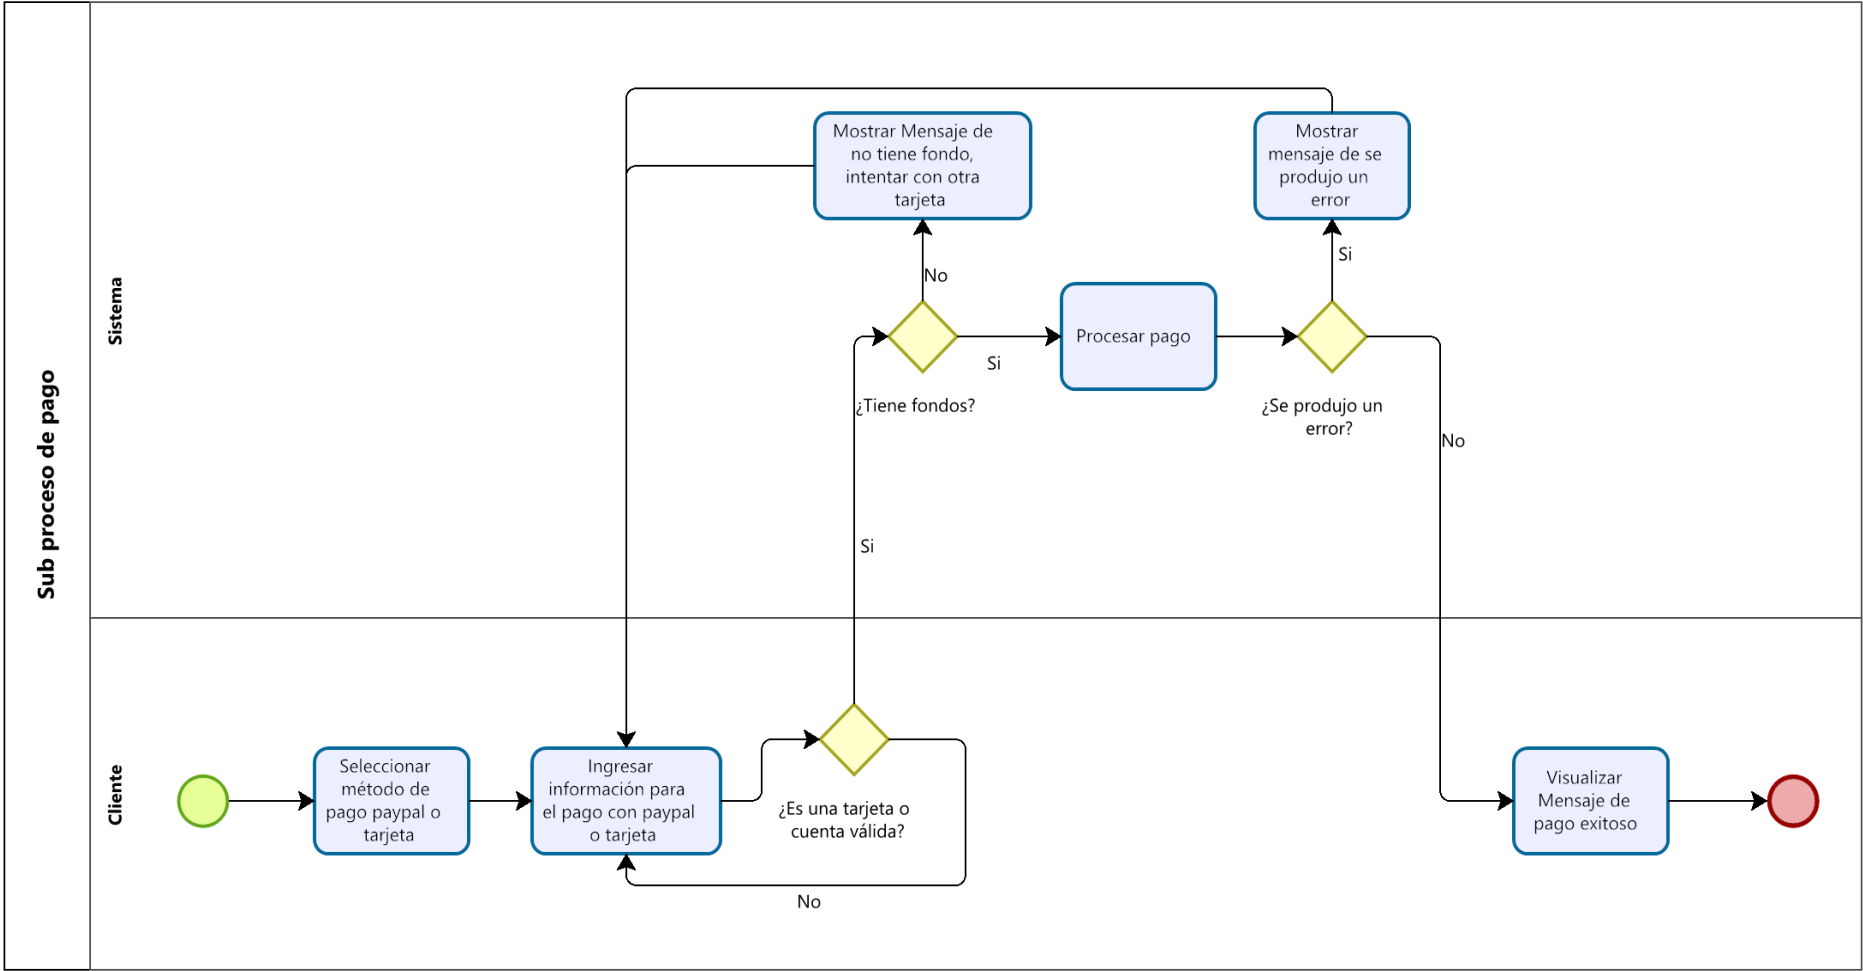 Sub proceso de pago
Sistema
Mostrar Mensaje de
no tiene fondo,
intentar con otra
tarjeta
Mostrar
mensaje de se
produjo un
error
No
Si
Procesar pago
Si
¿Tiene fondos?
¿Se produjo un
error?
No
Si
Cliente
Seleccionar
método de
pago paypal o
tarjeta
Ingresar
información para
el pago con paypal
o tarjeta
¿Es una tarjeta o
cuenta válida?
No
Visualizar
Mensaje de
pago exitoso